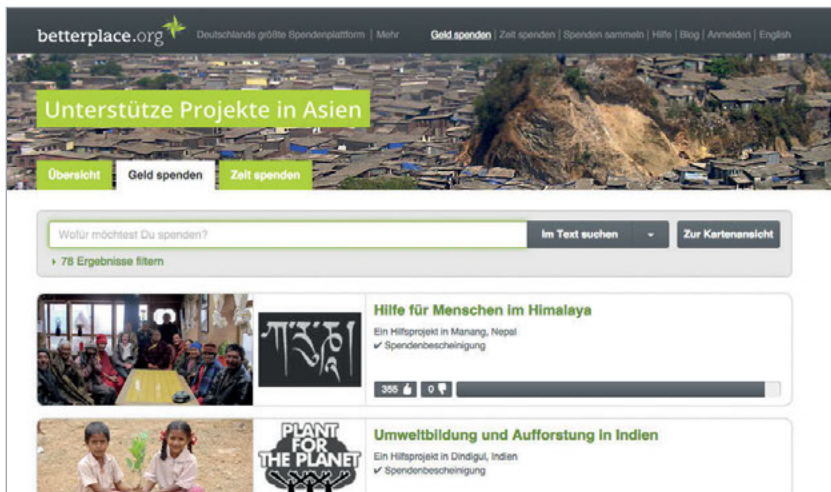 betterplace.org
Deutschlands größte Spendenplattform | Mehr
Geld spenden | Zeit spenden | Spenden sammeln | Hilfe | Blog | Anmelden | English
Unterstütze Projekte in Asien
Übersicht
Geld spenden
Zeit spenden
Wofür möchtest Du spenden?
Im Text suchen
Zur Kartenansicht
78 Ergebnisse filtern
Hilfe für Menschen im Himalaya
Ein Hilfsprojekt in Manang, Nepal
✔ Spendenbescheinigung
355
0
PLANT
FOR
THE PLANET
Umweltbildung und Aufforstung in Indien
Ein Hilfsprojekt in Dindigul, Indien
✔ Spendenbescheinigung